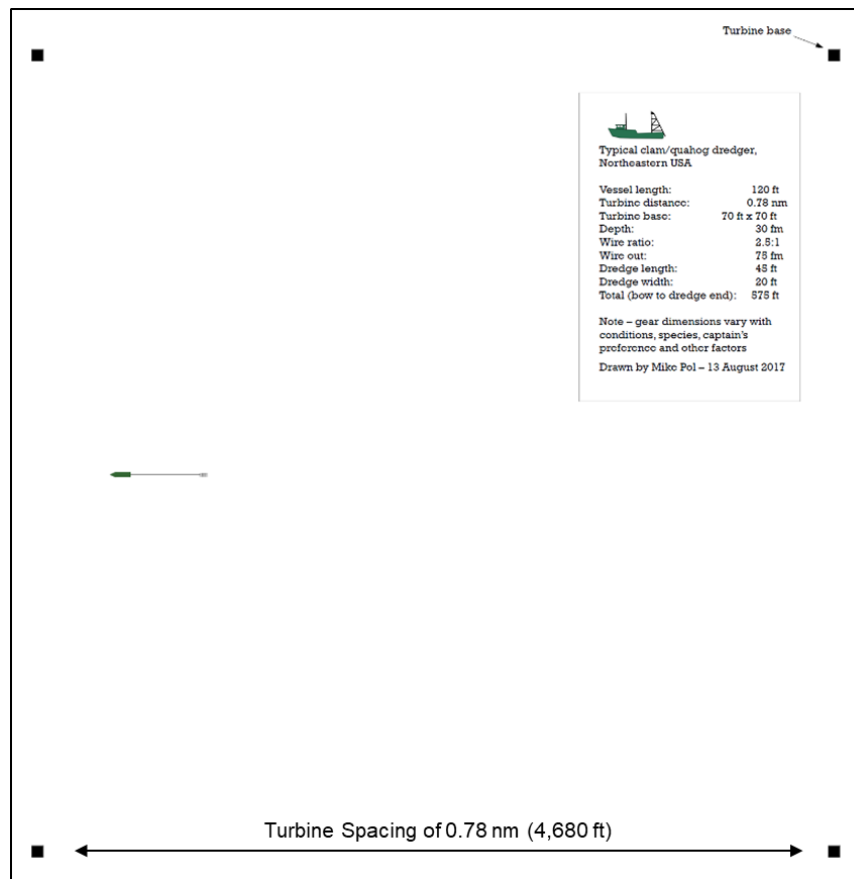 Turbine base
Typical clam/quahog dredger,
Northeastern USA
Vessel length: 120 ft
Turbine distance: 0.78 nm
Turbine base: 70 ft x 70 ft
Depth: 30 fm
Wire ratio: 2.5:1
Wire out: 75 fm
Dredge length: 45 ft
Dredge width: 20 ft
Total (bow to dredge end): 575 ft
Note – gear dimensions vary with
conditions, species, captain's
preference and other factors
Drawn by Mike Pol – 13 August 2017
Turbine Spacing of 0.78 nm (4,680 ft)